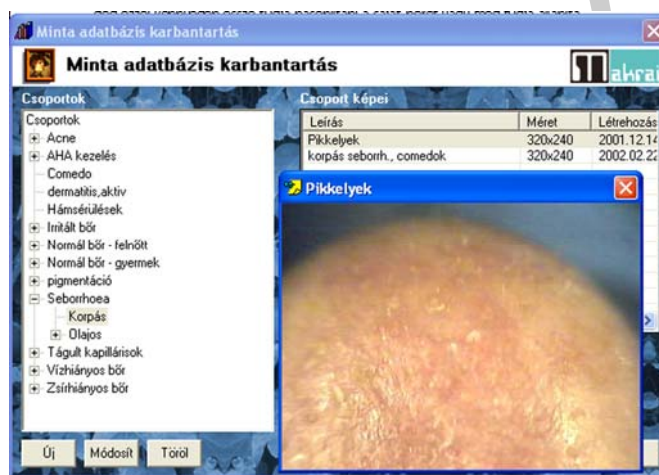 Minta adatbázis karbantartás
Minta adatbázis karbantartás
akrai
Csoportok
Csoport képei
Csoportok
Acne
AHA kezelés
Comedo
dermatitis,aktiv
Hámsérülések
Irritált bőr
Normál bőr - felnőtt
Normál bőr - gyermek
pigmentáció
Seborrhoea
Korpás
Olajos
Tágult kapillárisok
Vízhiányos bőr
Zsírhiányos bőr
Leírás Méret Létrehozás
Pikkelyek 320x240 2001.12.14
korpás seborrh., comedok 320x240 2002.02.22
Pikkelyek
Új Módosít Töröl